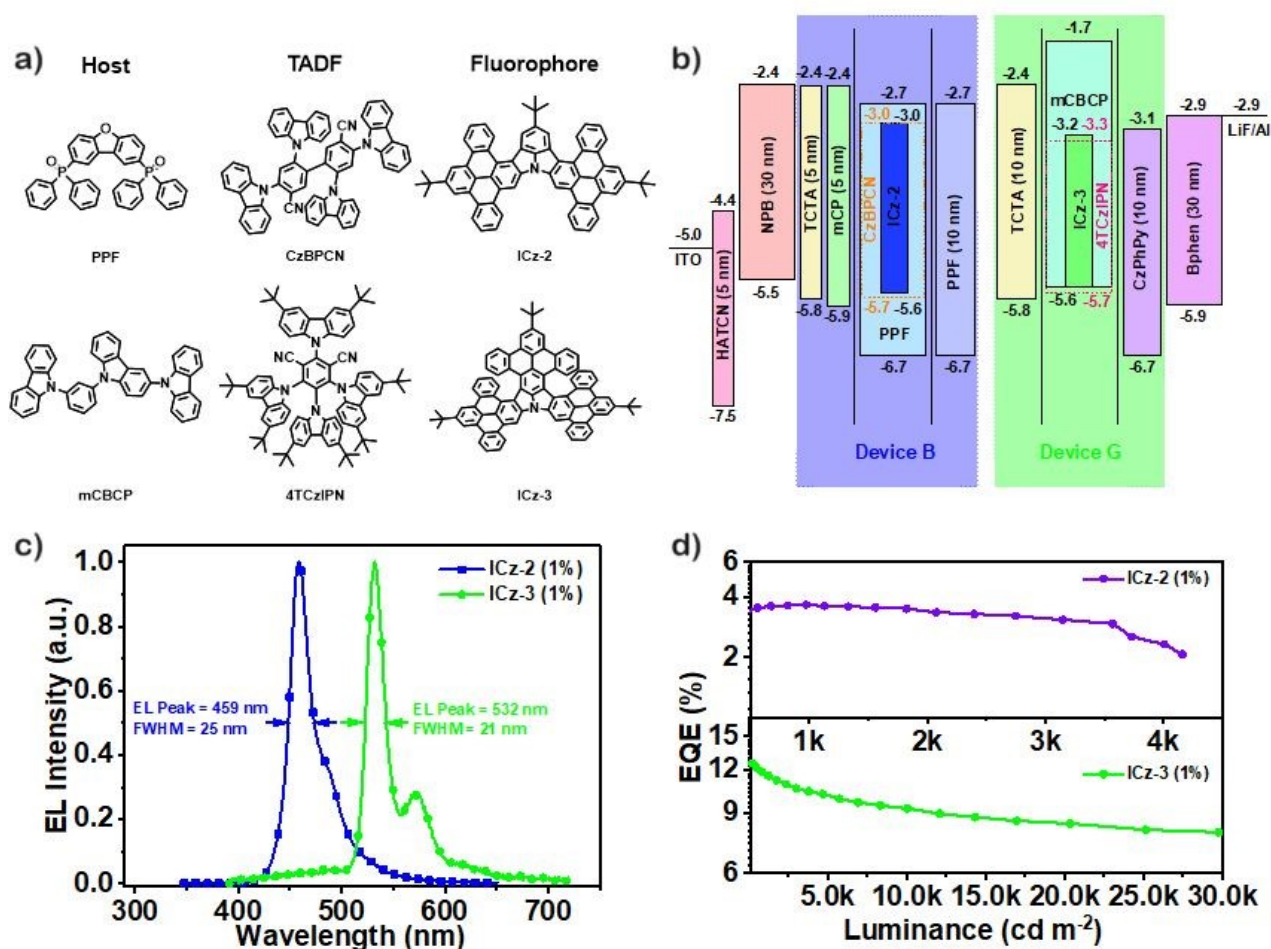 a)
Host
TADF
Fluorophore
O
O
O
P
P
PPF
N
CN
N
N
CN
N
CzBPCN
N
ICz-2
N
N
N
mCBCP
N
NC
CN
N
N
N
4TCzIPN
N
ICz-3
b)
-5.0
ITO
-4.4
HATCN (5 nm)
-7.5
-2.4
NPB (30 nm)
-5.5
-2.4
TCTA (5 nm)
-5.8
-2.4
mCP (5 nm)
-5.9
-2.7
-3.0
-3.0
CzBPCN
ICz-2
-5.7
-5.6
PPF
-6.7
-2.7
PPF (10 nm)
-6.7
Device B
-2.4
TCTA (10 nm)
-5.8
-1.7
mCBCP
-3.2
-3.3
ICz-3
4TCzIPN
-5.6
-5.7
-3.1
CzPhPy (10 nm)
-6.7
-2.9
Bphen (30 nm)
-5.9
-2.9
LiF/Al
Device G
c)
ICz-2 (1%)
ICz-3 (1%)
EL Peak = 459 nm
FWHM = 25 nm
EL Peak = 532 nm
FWHM = 21 nm
EL Intensity (a.u.)
1.0
0.8
0.6
0.4
0.2
0.0
300 400 500 600 700
Wavelength (nm)
d)
ICz-2 (1%)
6
4
2
1k 2k 3k 4k
EQE (%)
ICz-3 (1%)
15
12
9
6
5.0k 10.0k 15.0k 20.0k 25.0k 30.0k
Luminance (cd m-2)